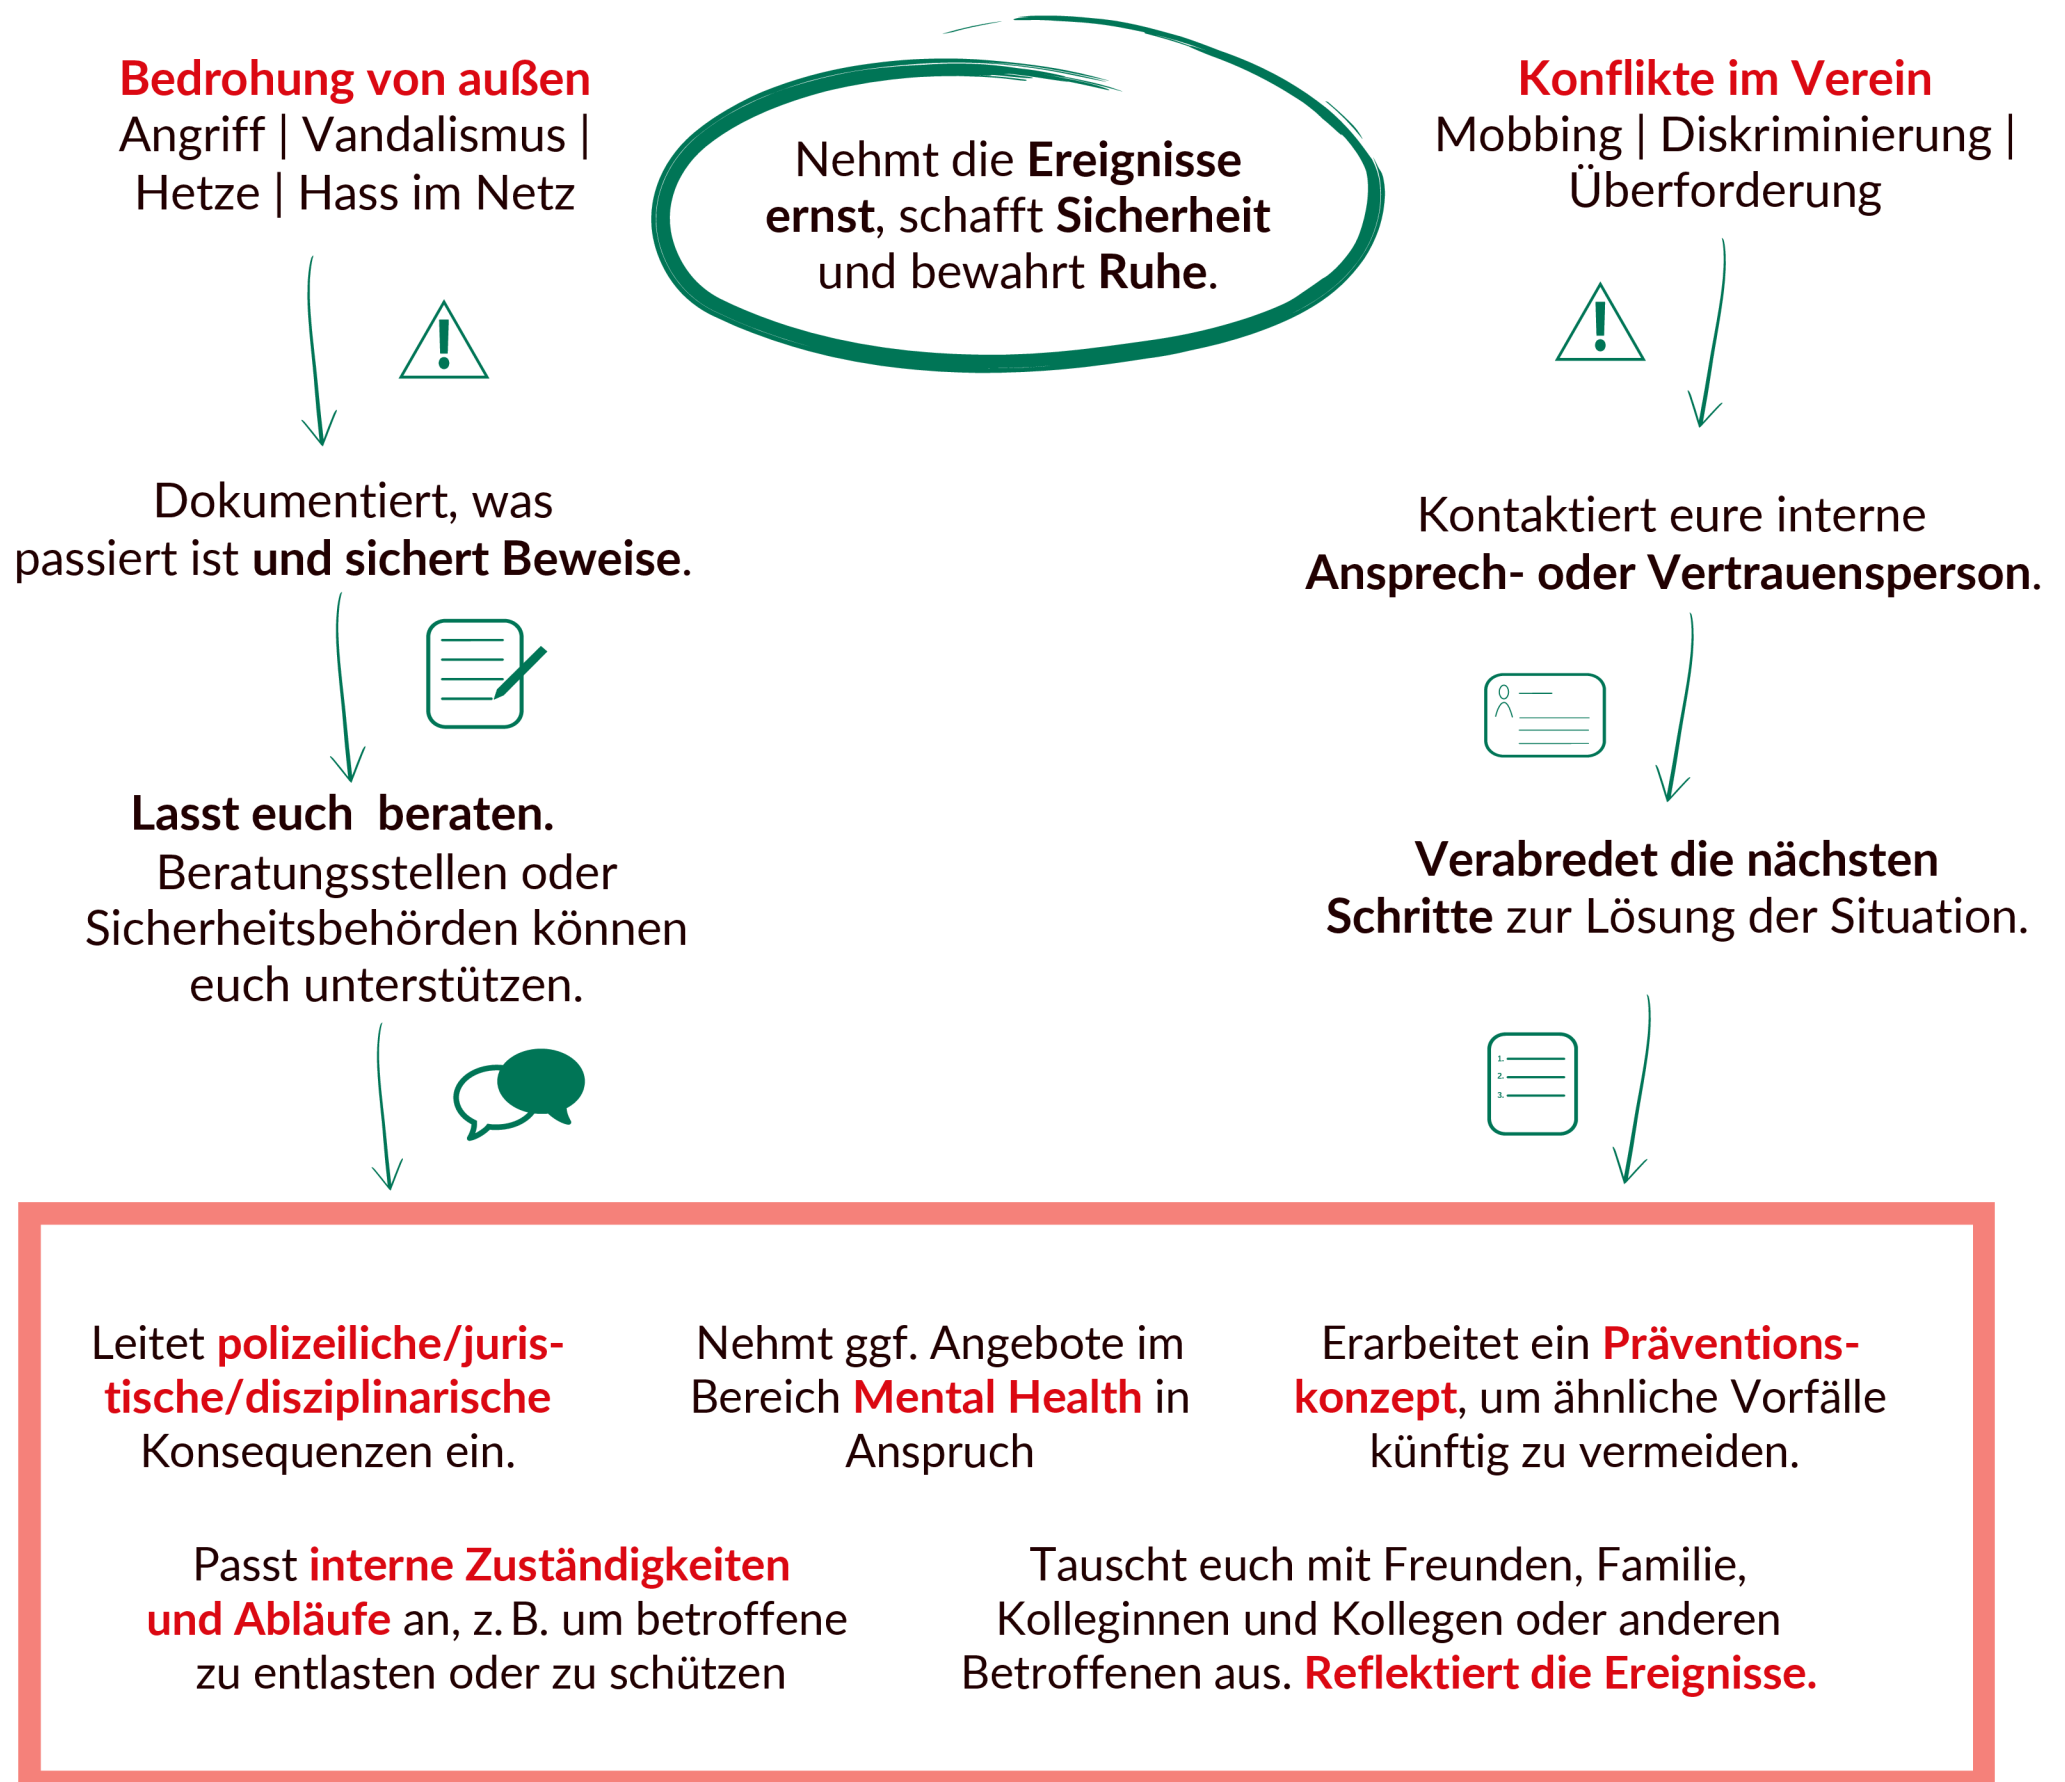 Bedrohung von außen
Angriff | Vandalismus |
Hetze | Hass im Netz
Nehmt die Ereignisse
ernst, schafft Sicherheit
und bewahrt Ruhe.
Konflikte im Verein
Mobbing | Diskriminierung |
Überforderung
Dokumentiert, was
passiert ist und sichert Beweise.
Lasst euch  beraten.
Beratungsstellen oder
Sicherheitsbehörden können
euch unterstützen.
Kontaktiert eure interne
Ansprech- oder Vertrauensperson.
Verabredet die nächsten
Schritte zur Lösung der Situation.
1.
2.
3.
Leitet polizeiliche/juris-
tische/disziplinarische
Konsequenzen ein.
Nehmt ggf. Angebote im
Bereich Mental Health in
Anspruch
Erarbeitet ein Präventions-
konzept, um ähnliche Vorfälle
künftig zu vermeiden.
Passt interne Zuständigkeiten
und Abläufe an, z. B. um betroffene
zu entlasten oder zu schützen
Tauscht euch mit Freunden, Familie,
Kolleginnen und Kollegen oder anderen
Betroffenen aus. Reflektiert die Ereignisse.